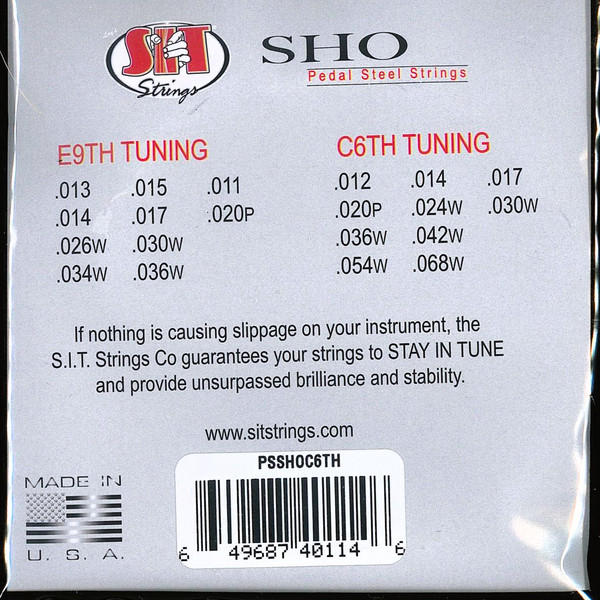 SIT
Strings
SHO
Pedal Steel Strings
E9TH TUNING
.013 .015 .011
.014 .017 .020P
.026W .030W
.034W .036W
C6TH TUNING
.012 .014 .017
.020P .024W .030W
.036W .042W
.054W .068W
If nothing is causing slippage on your instrument, the
S.I.T. Strings Co guarantees your strings to STAY IN TUNE
and provide unsurpassed brilliance and stability.
www.sitstrings.com
PSSHOC6TH
6 49687 40114 6
MADE IN
U. S. A.